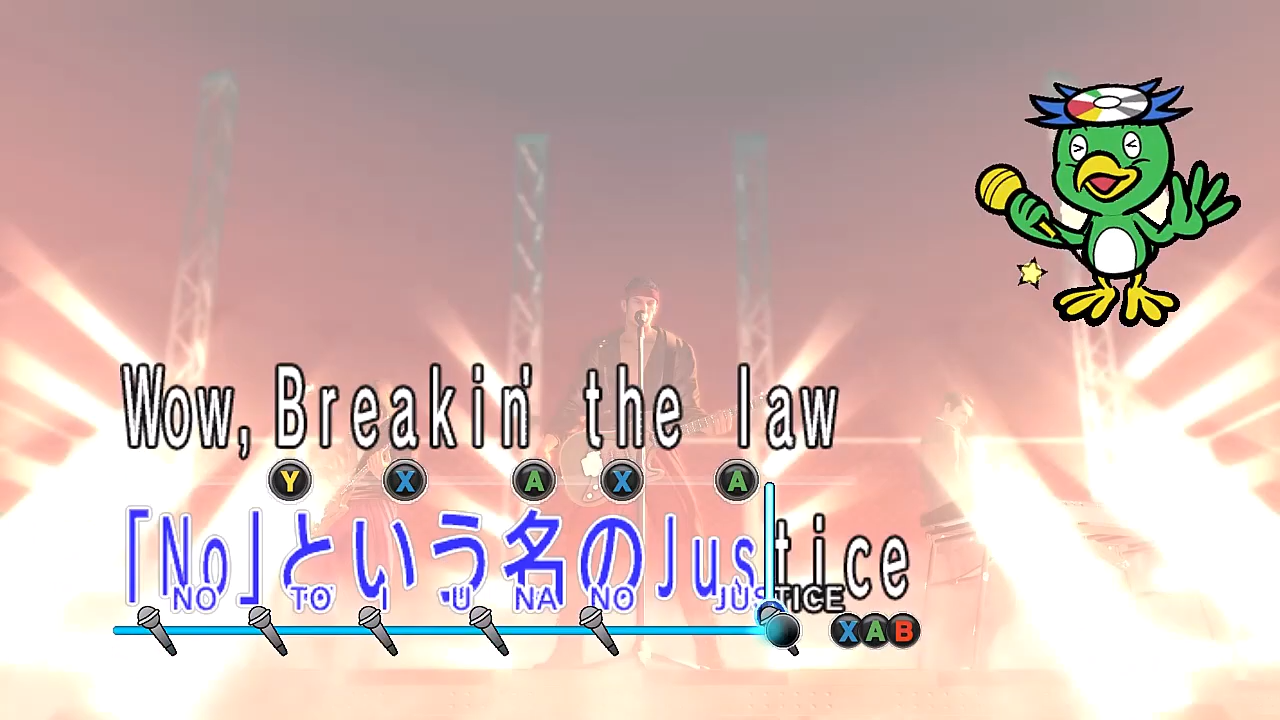 Wow, Breakin' the law
Y X A X A
「No」という名のJustice
NO TO I U NA NO JUSTICE
X A B